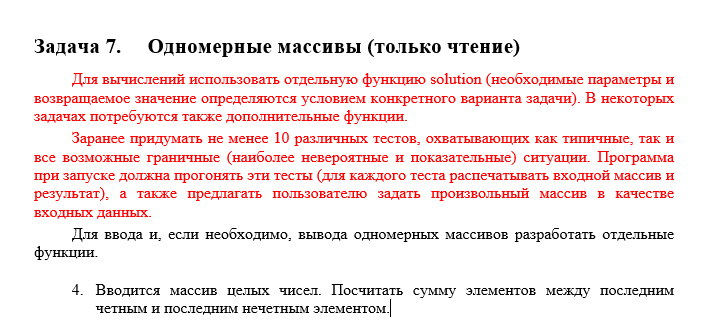 Задача 7. Одномерные массивы (только чтение)
Для вычислений использовать отдельную функцию solution (необходимые параметры и
возвращаемое значение определяются условием конкретного варианта задачи). В некоторых
задачах потребуются также дополнительные функции.
Заранее придумать не менее 10 различных тестов, охватывающих как типичные, так и
все возможные граничные (наиболее невероятные и показательные) ситуации. Программа
при запуске должна прогонять эти тесты (для каждого теста распечатывать входной массив и
результат), а также предлагать пользователю задать произвольный массив в качестве
входных данных.
Для ввода и, если необходимо, вывода одномерных массивов разработать отдельные
функции.
4. Вводится массив целых чисел. Посчитать сумму элементов между последним
четным и последним нечетным элементом.